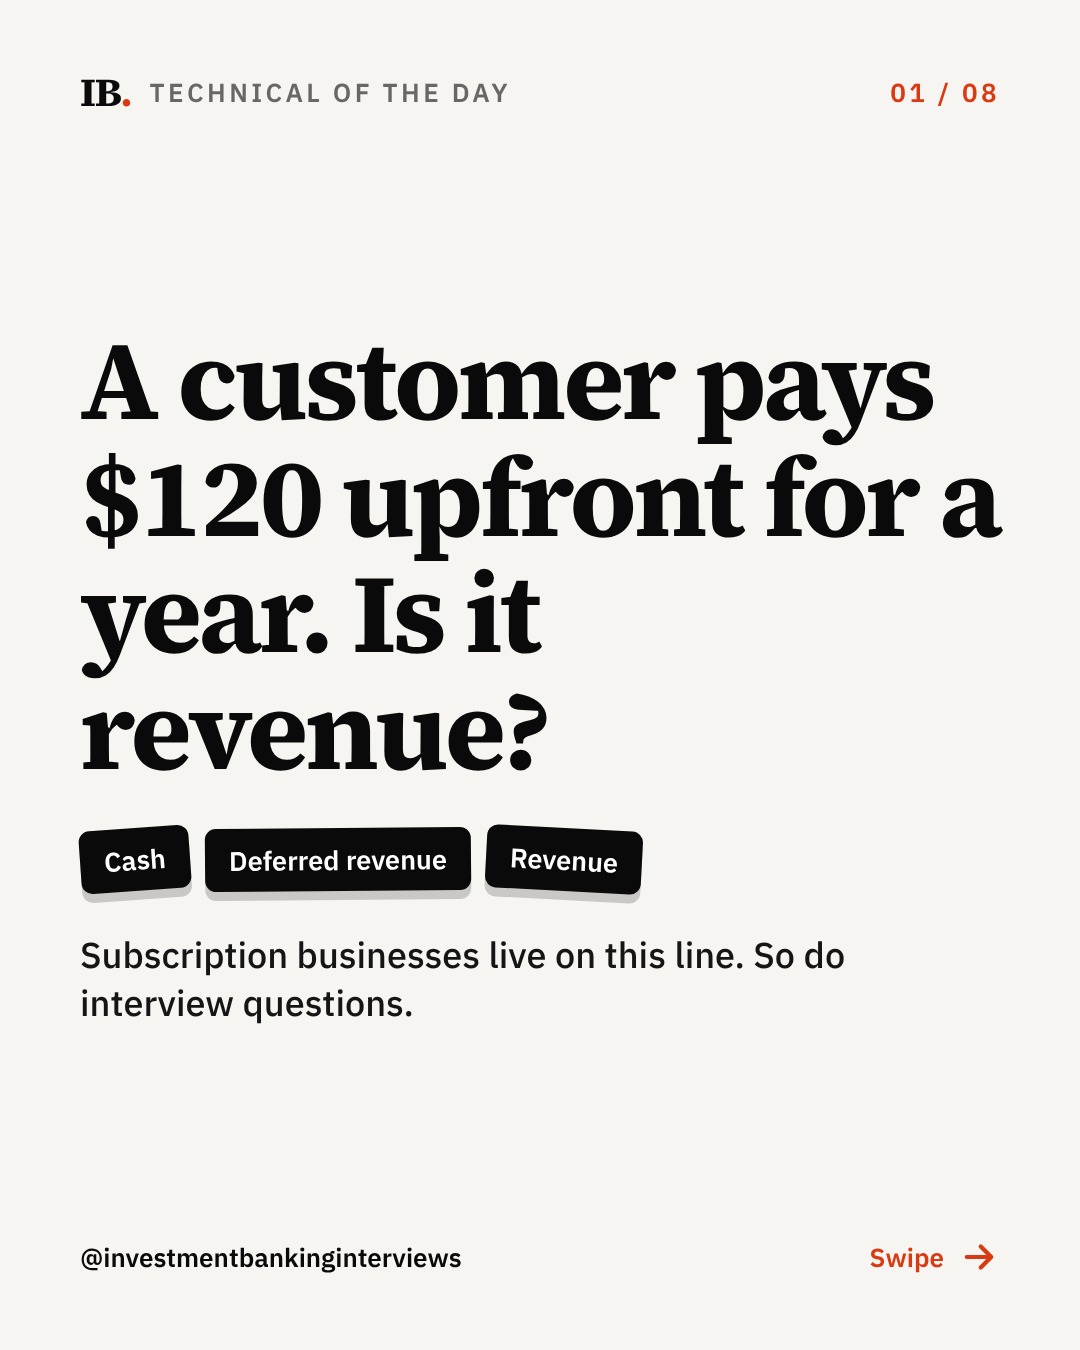 IB. TECHNICAL OF THE DAY
01 / 08
A customer pays
$120 upfront for a
year. Is it
revenue?
Cash
Deferred revenue
Revenue
Subscription businesses live on this line. So do
interview questions.
@investmentbankinginterviews
Swipe →